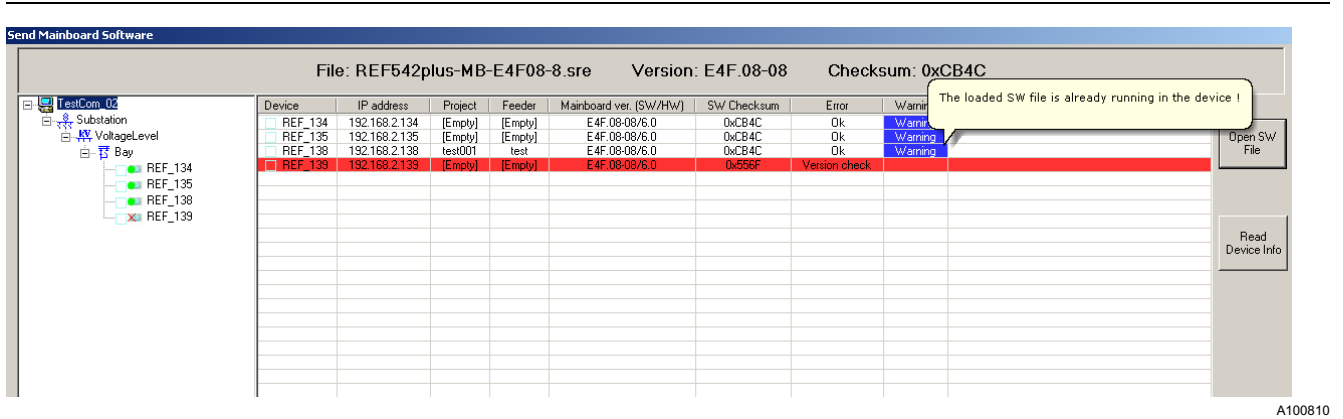 Send Mainboard Software
File: REF542plus-MB-E4F08-8.sre Version: E4F.08-08 Checksum: 0xCB4C
TestCom_02
Substation
VoltageLevel
Bay
REF_134
REF_135
REF_138
REF_139
Device IP address Project Feeder Mainboard ver. (SW/HW) SW Checksum Error Warnin
REF_134 192.168.2.134 [Empty] [Empty] E4F.08-08/6.0 0xCB4C Ok Warning
REF_135 192.168.2.135 [Empty] [Empty] E4F.08-08/6.0 0xCB4C Ok Warning
REF_138 192.168.2.138 test001 test E4F.08-08/6.0 0xCB4C Ok Warning
REF_139 192.168.2.139 [Empty] [Empty] E4F.08-08/6.0 0x556F Version check
The loaded SW file is already running in the device !
Open SW
File
Read
Device Info
A100810